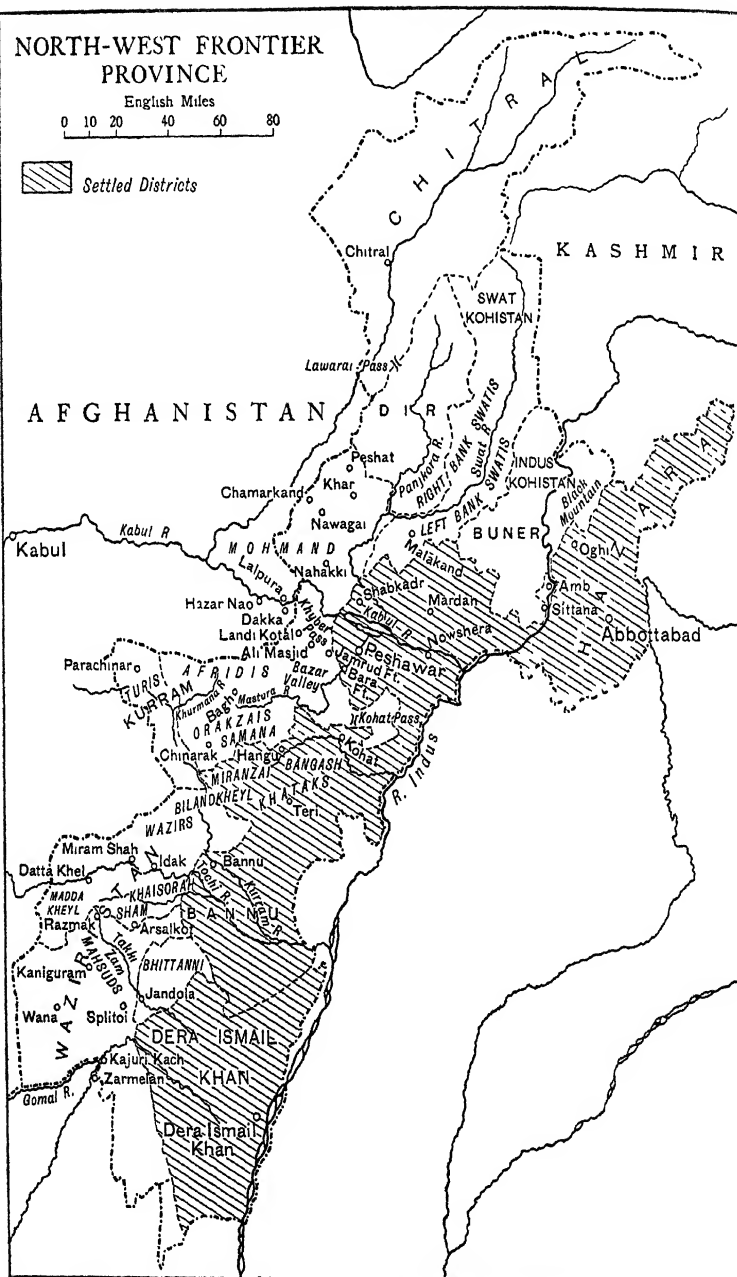 NORTH-WEST FRONTIER
PROVINCE
English Miles
0 10 20 40 60 80
Settled Districts
CHITRAL
Chitral
KASHMIR
SWAT
KOHISTAN
Lawarai Pass
AFGHANISTAN
DIR
Panjkora R.
RIGHT BANK SWATIS
Swat R.
LEFT BANK SWATIS
INDUS
KOHISTAN
Black
Mountain
HAZARA
Peshat
Khar
Chamarkand
Nawagai
BUNER
Oghi
Kabul
Kabul R
MOHMAND
Malakand
Nahakki
Lalpura
Shabkadr
Amb
Hazar Nao
Kabul R
Mardan
Sittana
Dakka
Khyber
Pass
Abbottabad
Landi Kotal
Nowshera
Ali Masjid
Peshawar
Jamrud Ft.
Parachinar
AFRIDIS
Bazar
Valley
Bara
Ft.
TURIS
KURRAM
Khurmana R.
Bagh
Mastura R
Kohat Pass
ORAKZAIS
SAMANA
Kohat
Chinarak
Hangu
BANGASH
MIRANZAI
R. Indus
BILANDKHEYL
KHATAKS
Teri
WAZIRS
Miram Shah
Idak
Bannu
Datta Khel
WAZIRISTAN
KHAISORAH
Tochi R.
Kurram R
MADDA
KHEYL
SHAM
BANNU
Razmak
Arsalkot
Takki
Zam
MAHSUDS
BHITTANNI
Kaniguram
Jandola
Wana
Splitoi
DERA ISMAIL
KHAN
Kajuri Kach
Gomal R.
Zarmelan
Dera Ismail
Khan